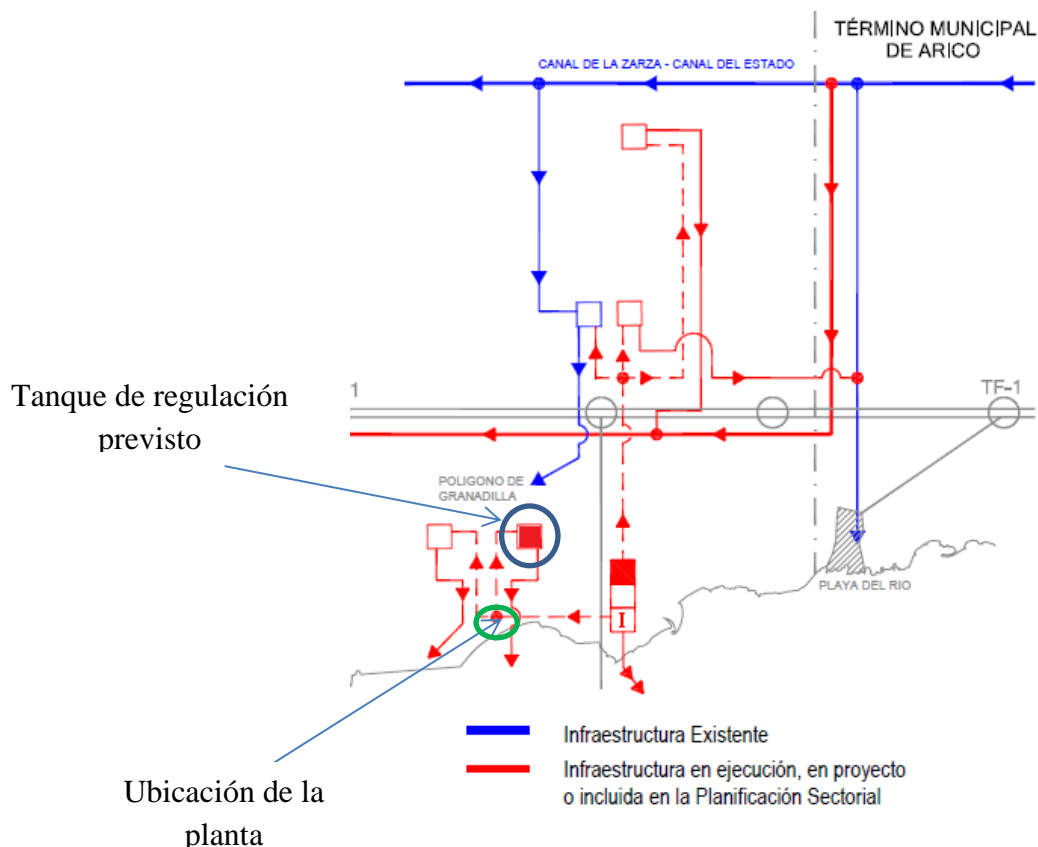 TÉRMINO MUNICIPAL
DE ARICO
CANAL DE LA ZARZA - CANAL DEL ESTADO
Tanque de regulación
previsto
1
TF-1
POLIGONO DE
GRANADILLA
PLAYA DEL RIO
I
Infraestructura Existente
Infraestructura en ejecución, en proyecto
o incluida en la Planificación Sectorial
Ubicación de la
planta